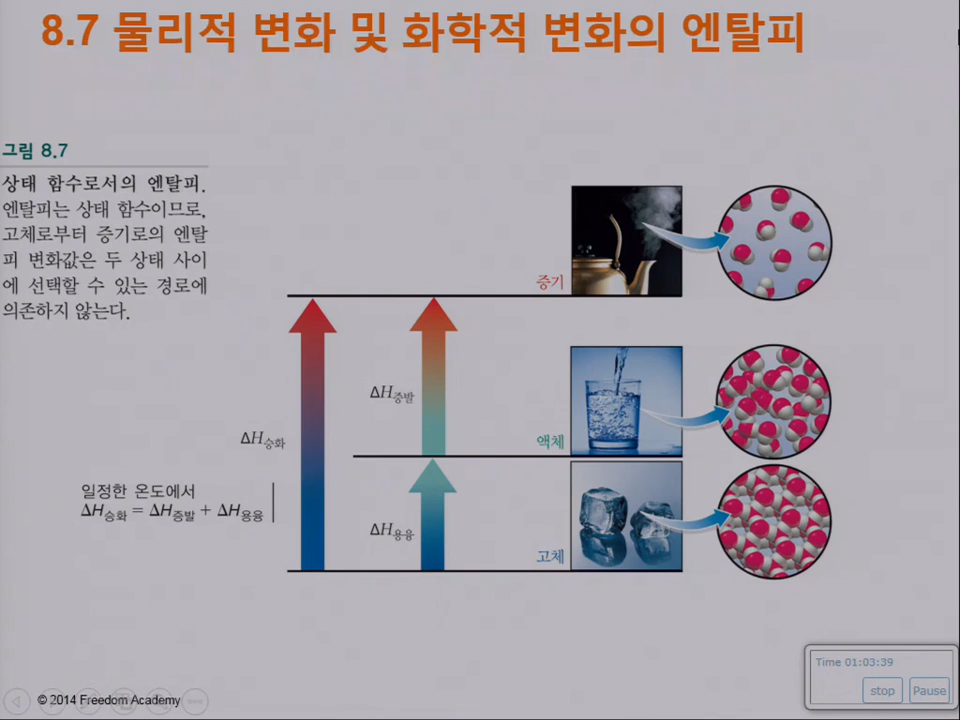 8.7 물리적 변화 및 화학적 변화의 엔탈피
그림 8.7
상태 함수로서의 엔탈피.
엔탈피는 상태 함수이므로,
고체로부터 증기로의 엔탈
피 변화값은 두 상태 사이
에 선택할 수 있는 경로에
의존하지 않는다.
증기
ΔH증발
ΔH승화
액체
일정한 온도에서
ΔH승화 = ΔH증발 + ΔH용융
ΔH용융
고체
Time 01:03:39
stop Pause
© 2014 Freedom Academy